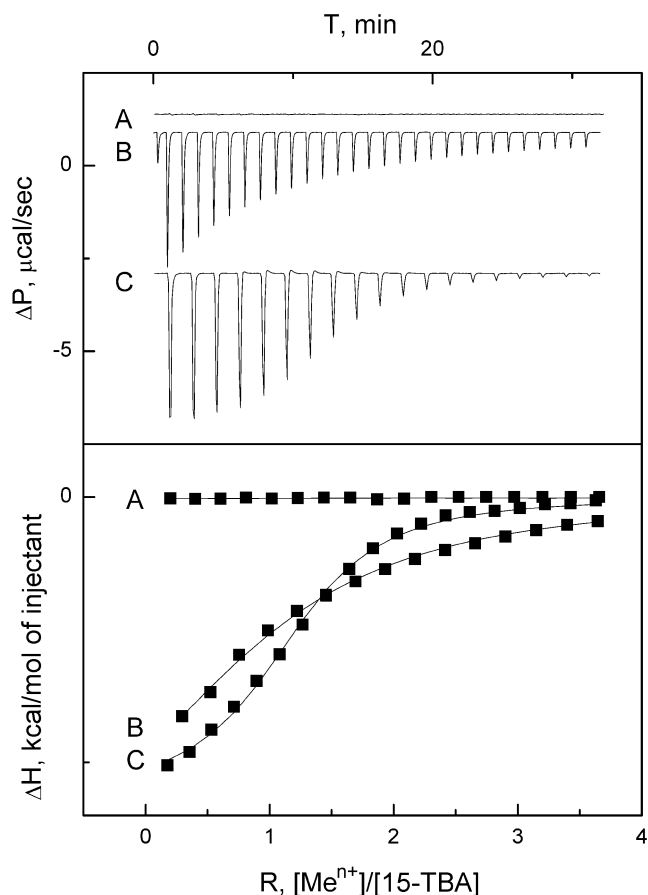 T, min
0 20
A
B
0
C
ΔP, μcal/sec
-5
A
0
ΔH, kcal/mol of injectant
B
C
0 1 2 3 4
R, [Meⁿ⁺]/[15-TBA]